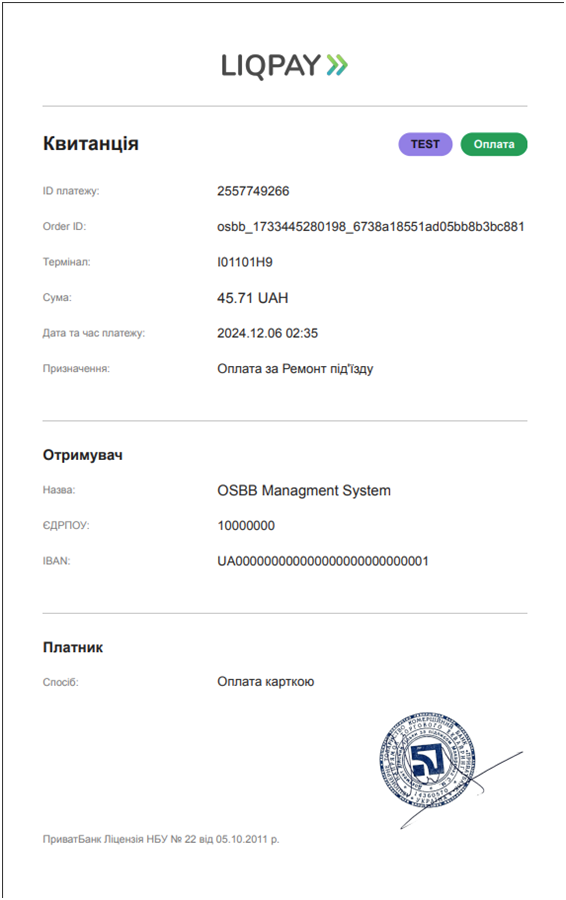 LIQPAY
Квитанція
TEST
Оплата
ID платежу: 2557749266
Order ID: osbb_1733445280198_6738a18551ad05bb8b3bc881
Термінал: I01101H9
Сума: 45.71 UAH
Дата та час платежу: 2024.12.06 02:35
Призначення: Оплата за Ремонт під'їзду
Отримувач
Назва: OSBB Managment System
ЄДРПОУ: 10000000
IBAN: UA000000000000000000000000001
Платник
Спосіб: Оплата карткою
14360570
УКРАЇНА
ПриватБанк Ліцензія НБУ № 22 від 05.10.2011 р.